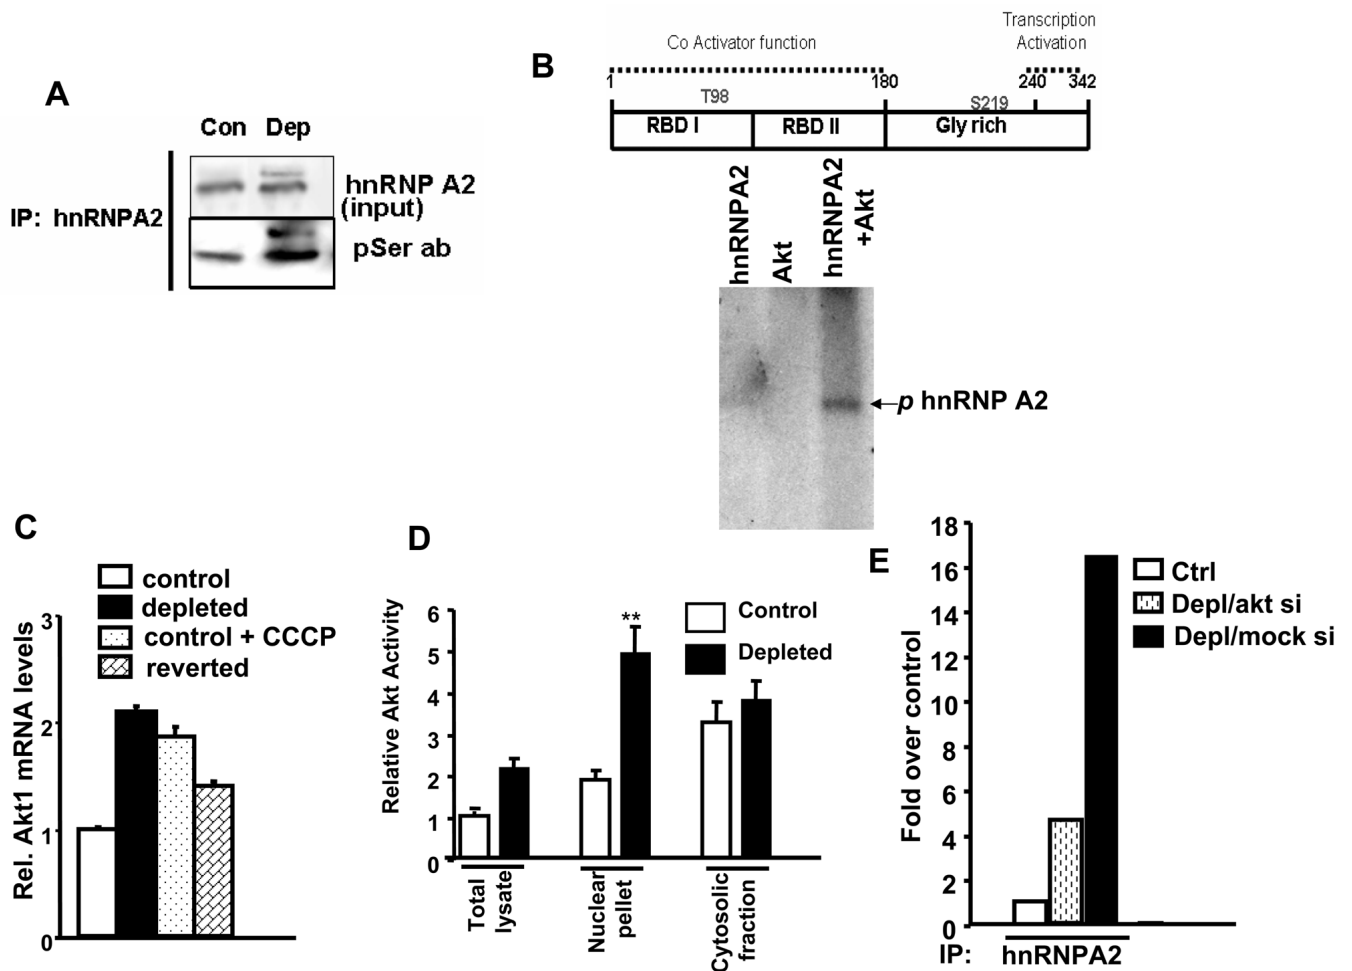 A
Con Dep
IP: hnRNPA2
hnRNP A2
(input)
pSer ab
B
Co Activator function
Transcription
Activation
1 180 240 342
T98 S219
RBD I RBD II Gly rich
hnRNPA2
Akt
hnRNPA2
+Akt
p hnRNP A2
C
control
depleted
control + CCCP
reverted
Rel. Akt1 mRNA levels
3
2
1
0
D
Control
Depleted
Relative Akt Activity
6
5
4
3
2
1
0
**
Total
lysate
Nuclear
pellet
Cytosolic
fraction
E
Ctrl
Depl/akt si
Depl/mock si
Fold over control
18
16
14
12
10
8
6
4
2
0
IP: hnRNPA2